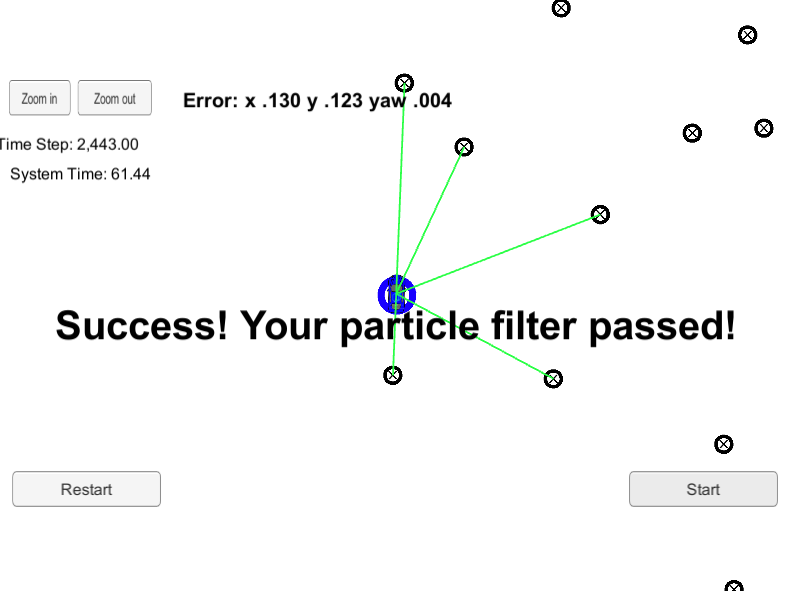 Zoom in Zoom out Error: x .130 y .123 yaw .004
Time Step: 2,443.00
System Time: 61.44
Success! Your particle filter passed!
Restart Start